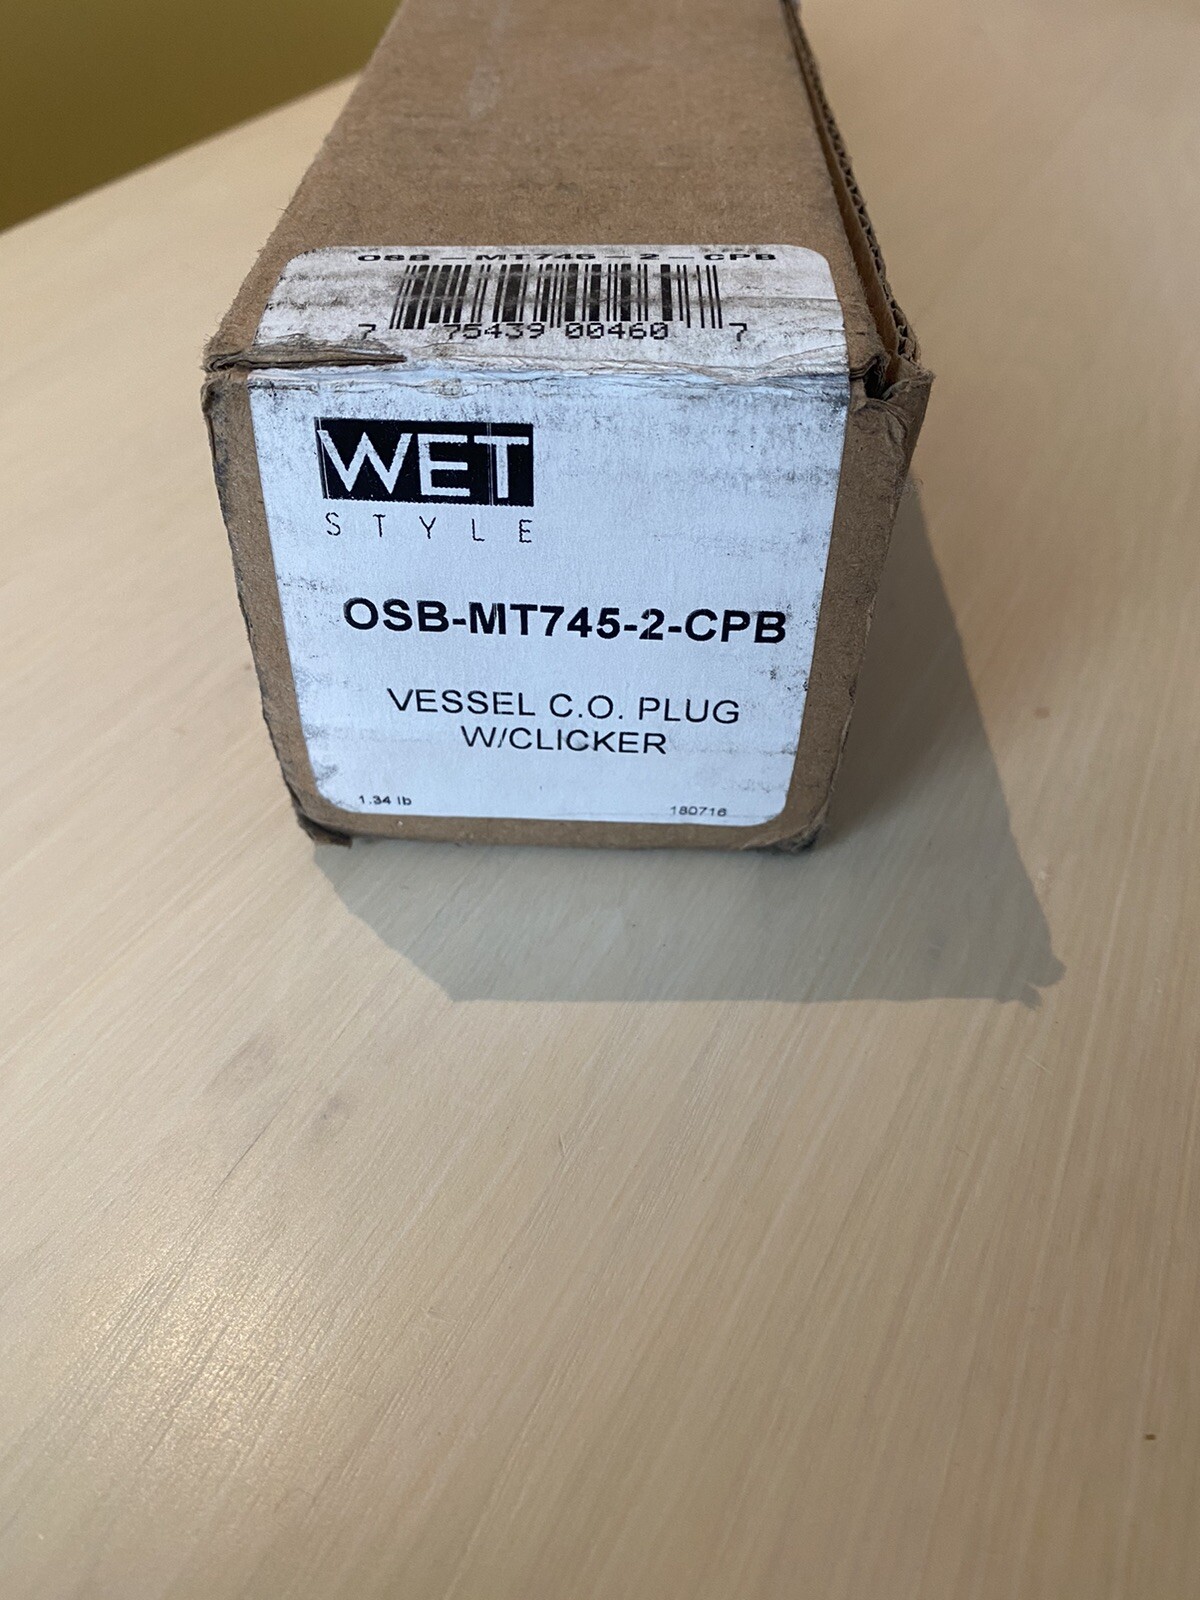 OSB-MT745-2-CPB
7 75439 00460 7
WET
STYLE
OSB-MT745-2-CPB
VESSEL C.O. PLUG
W/CLICKER
1.34 lb 180716